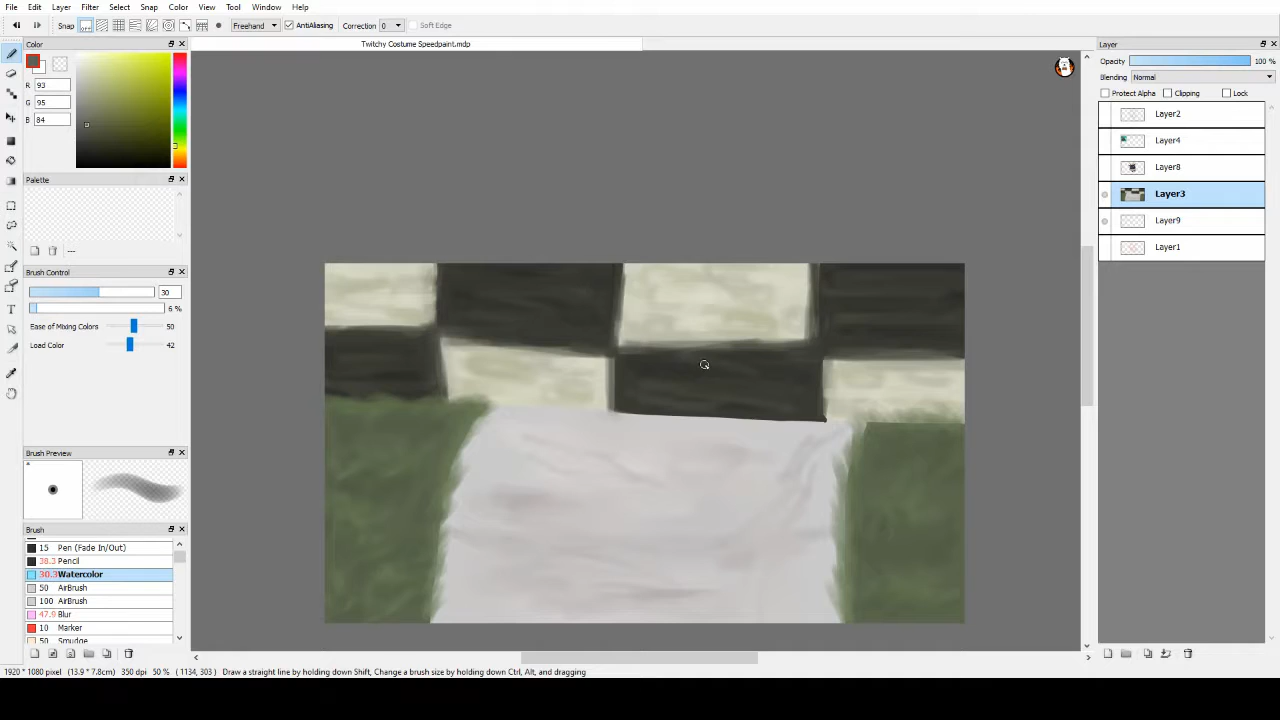 File Edit Layer Filter Select Snap Color View Tool Window Help
Snap Freehand AntiAliasing Correction 0 Soft Edge
Color
Twitchy Costume Speedpaint.mdp
Layer
R 93
G 95
B 84
Opacity 100 %
Blending Normal
Protect Alpha Clipping Lock
Layer2
Layer4
Layer8
Layer3
Layer9
Layer1
Palette
---
Brush Control
30
6 %
Ease of Mixing Colors 50
Load Color 42
Brush Preview
Brush
15 Pen (Fade In/Out)
38.3 Pencil
30.3 Watercolor
50 AirBrush
100 AirBrush
47.9 Blur
10 Marker
50 Smudge
1920 * 1080 pixel (13.9 * 7.8cm) 350 dpi 50 % ( 1134, 303 ) Draw a straight line by holding down Shift, Change a brush size by holding down Ctrl, Alt, and dragging